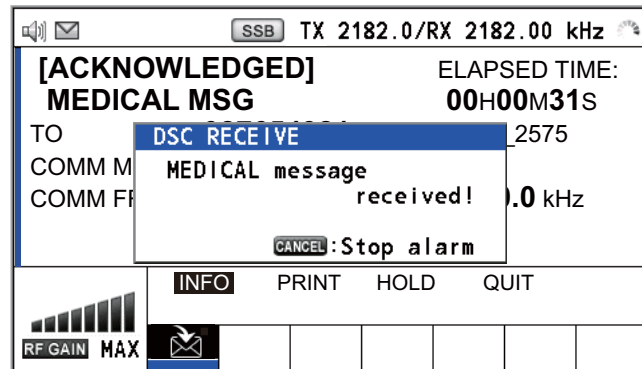 SSB TX 2182.0/RX 2182.00 kHz
[ACKNOWLEDGED] ELAPSED TIME:
MEDICAL MSG 00H00M31S
TO _2575
DSC RECEIVE
COMM M
MEDICAL message
received!
COMM FR .0 kHz
CANCEL:Stop alarm
INFO PRINT HOLD QUIT
RF GAIN MAX